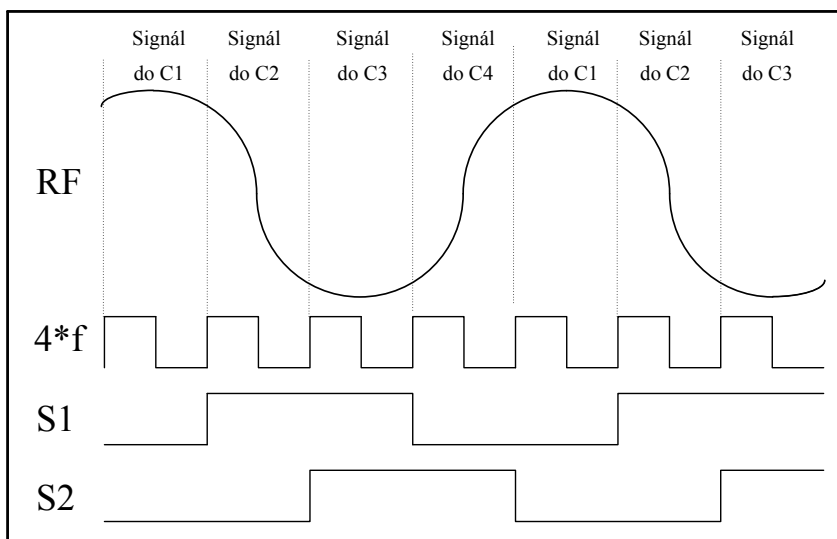 Signál Signál Signál Signál Signál Signál Signál
do C1 do C2 do C3 do C4 do C1 do C2 do C3
RF
4*f
S1
S2